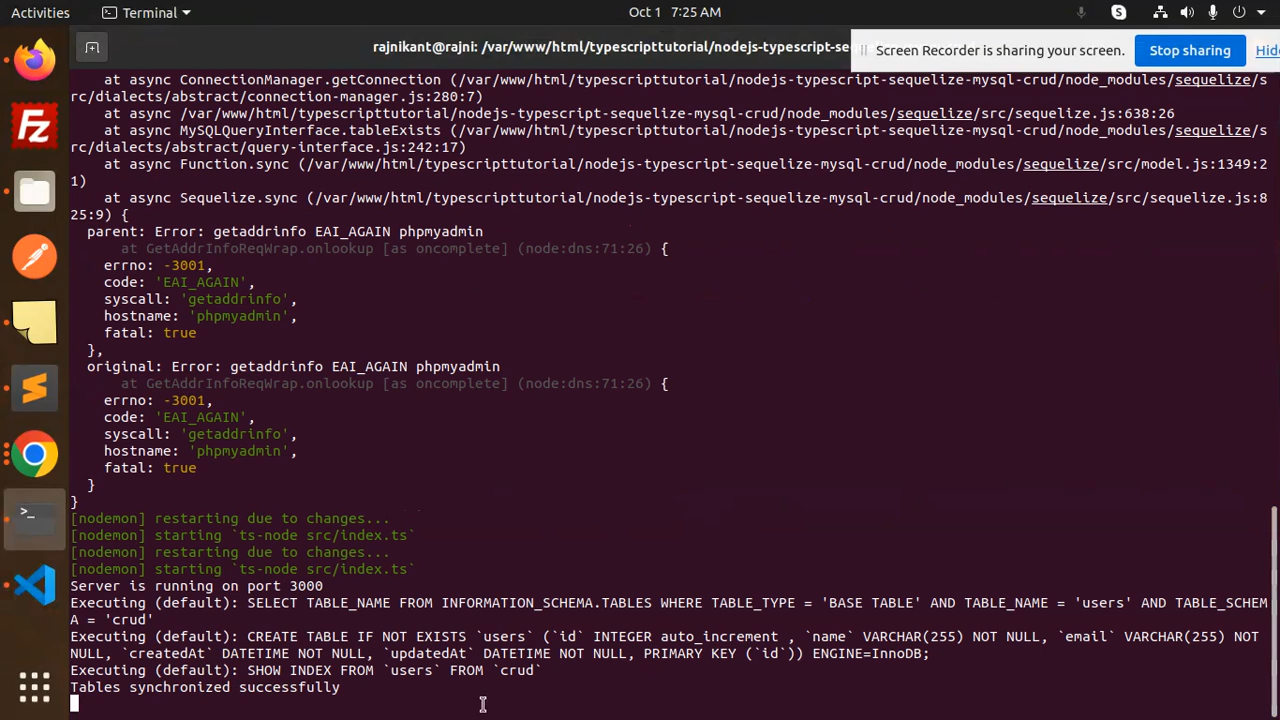 Activities
Terminal
Oct 1 7:25 AM
rajnikant@rajni: /var/www/html/typescripttutorial/nodejs-typescript-se
Screen Recorder is sharing your screen.
Stop sharing
Hide
at async ConnectionManager.getConnection (/var/www/html/typescripttutorial/nodejs-typescript-sequelize-mysql-crud/node_modules/sequelize/s
rc/dialects/abstract/connection-manager.js:280:7)
at async /var/www/html/typescripttutorial/nodejs-typescript-sequelize-mysql-crud/node_modules/sequelize/src/sequelize.js:638:26
at async MySQLQueryInterface.tableExists (/var/www/html/typescripttutorial/nodejs-typescript-sequelize-mysql-crud/node_modules/sequelize/s
rc/dialects/abstract/query-interface.js:242:17)
at async Function.sync (/var/www/html/typescripttutorial/nodejs-typescript-sequelize-mysql-crud/node_modules/sequelize/src/model.js:1349:2
1)
at async Sequelize.sync (/var/www/html/typescripttutorial/nodejs-typescript-sequelize-mysql-crud/node_modules/sequelize/src/sequelize.js:8
25:9) {
parent: Error: getaddrinfo EAI_AGAIN phpmyadmin
at GetAddrInfoReqWrap.onlookup [as oncomplete] (node:dns:71:26) {
errno: -3001,
code: 'EAI_AGAIN',
syscall: 'getaddrinfo',
hostname: 'phpmyadmin',
fatal: true
},
original: Error: getaddrinfo EAI_AGAIN phpmyadmin
at GetAddrInfoReqWrap.onlookup [as oncomplete] (node:dns:71:26) {
errno: -3001,
code: 'EAI_AGAIN',
syscall: 'getaddrinfo',
hostname: 'phpmyadmin',
fatal: true
}
}
[nodemon] restarting due to changes...
[nodemon] starting `ts-node src/index.ts`
[nodemon] restarting due to changes...
[nodemon] starting `ts-node src/index.ts`
Server is running on port 3000
Executing (default): SELECT TABLE_NAME FROM INFORMATION_SCHEMA.TABLES WHERE TABLE_TYPE = 'BASE TABLE' AND TABLE_NAME = 'users' AND TABLE_SCHEM
A = 'crud'
Executing (default): CREATE TABLE IF NOT EXISTS `users` (`id` INTEGER auto_increment , `name` VARCHAR(255) NOT NULL, `email` VARCHAR(255) NOT
NULL, `createdAt` DATETIME NOT NULL, `updatedAt` DATETIME NOT NULL, PRIMARY KEY (`id`)) ENGINE=InnoDB;
Executing (default): SHOW INDEX FROM `users` FROM `crud`
Tables synchronized successfully